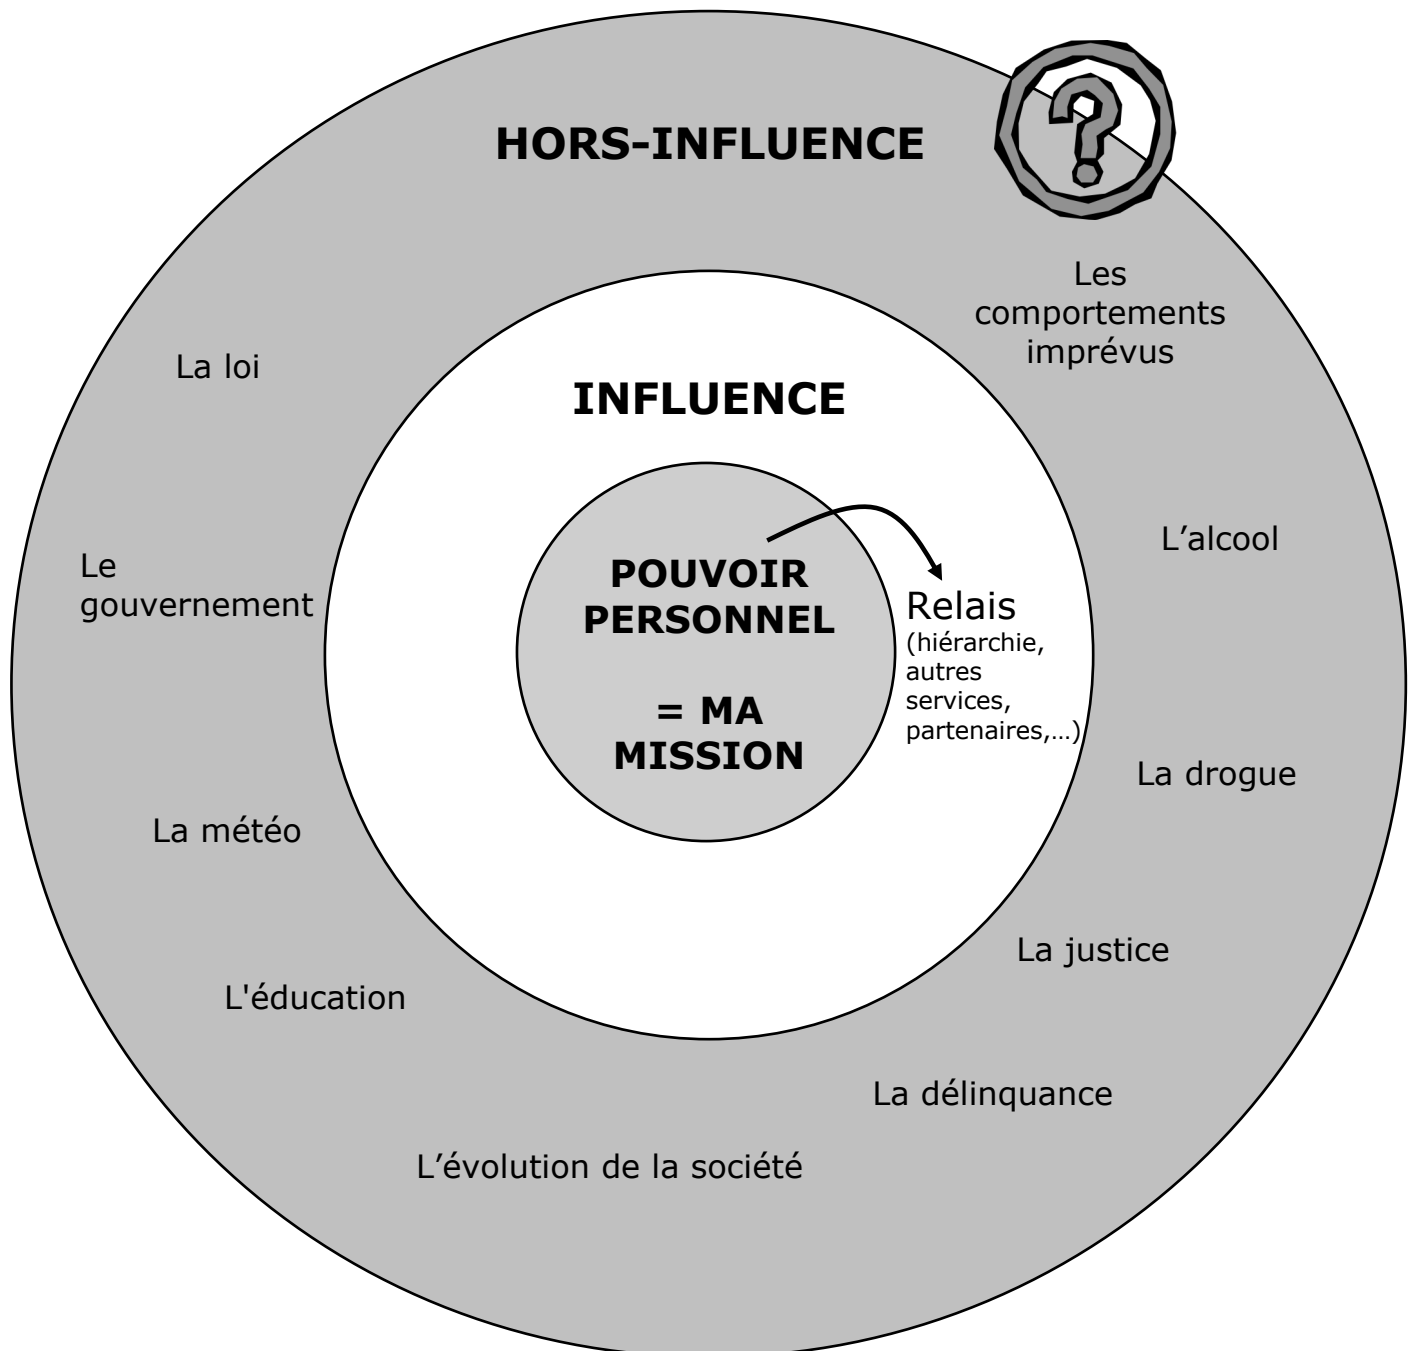 HORS-INFLUENCE
?
Les
comportements
imprévus
La loi
INFLUENCE
L’alcool
Le
gouvernement
POUVOIR
PERSONNEL
= MA
MISSION
Relais
(hiérarchie,
autres
services,
partenaires,...)
La drogue
La météo
La justice
L'éducation
La délinquance
L’évolution de la société